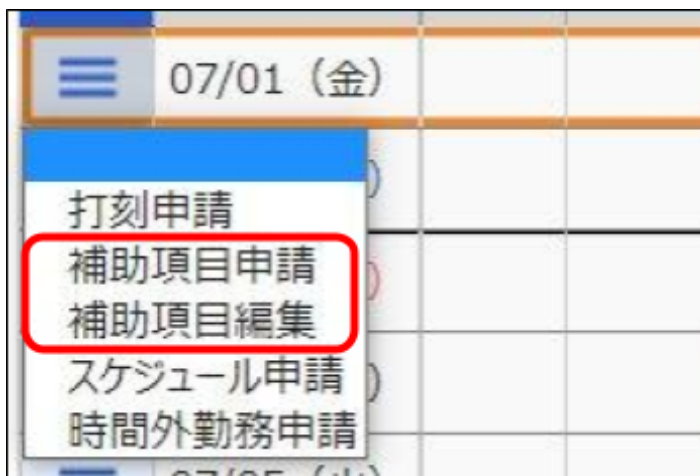 07/01（金）
)
打刻申請
補助項目申請
)
補助項目編集
スケジュール申請
)
時間外勤務申請